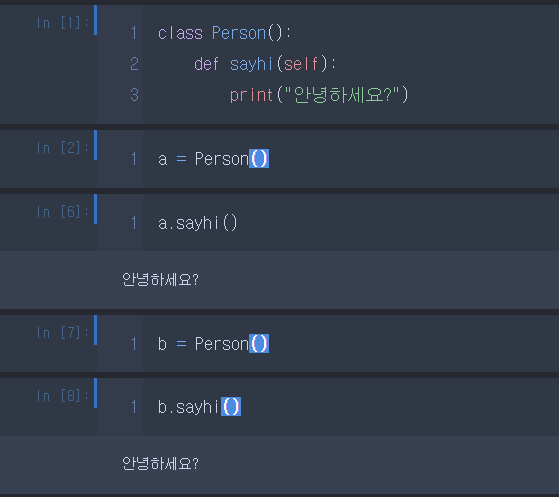 In [1]:
1 class Person():
2     def sayhi(self):
3         print("안녕하세요?")
In [2]:
1 a = Person()
In [6]:
1 a.sayhi()
안녕하세요?
In [7]:
1 b = Person()
In [8]:
1 b.sayhi()
안녕하세요?